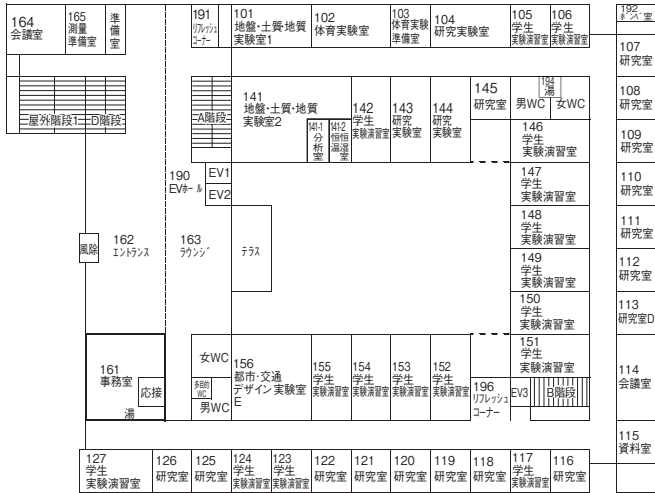 164
会議室
165
測量
準備室
準
備
室
191
ﾘﾌﾚｯｼｭ
ｺｰﾅｰ
101
地盤・土質・地質
実験室1
102
体育実験室
103
体育実験
準備室
104
研究実験室
105
学生
実験演習室
106
学生
実験演習室
192
ﾎﾞﾝﾍﾞ室
107
研究室
108
研究室
109
研究室
110
研究室
111
研究室
112
研究室
113
研究室D
114
会議室
115
資料室
屋外階段1
D階段
A階段
141
地盤・土質・地質
実験室2
141-1
分
析
室
141-2
恒恒
温湿
室
142
学生
実験演習室
143
研究
実験室
144
研究
実験室
145
研究室
194
湯
男WC
女WC
146
学生
実験演習室
147
学生
実験演習室
148
学生
実験演習室
149
学生
実験演習室
150
学生
実験演習室
151
学生
実験演習室
190
EVﾎｰﾙ
EV1
EV2
風除
162
ｴﾝﾄﾗﾝｽ
163
ﾗｳﾝｼﾞ
ﾃﾗｽ
161
事務室
応接
湯
女WC
多目的
WC
男WC
156
都市・交通
デザイン実験室
E
155
学生
実験演習室
154
学生
実験演習室
153
学生
実験演習室
152
学生
実験演習室
196
ﾘﾌﾚｯｼｭ
ｺｰﾅｰ
EV3
B階段
127
学生
実験演習室
126
研究室
125
研究室
124
学生
実験演習室
123
学生
実験演習室
122
研究室
121
研究室
120
研究室
119
研究室
118
研究室
117
学生
実験演習室
116
研究室